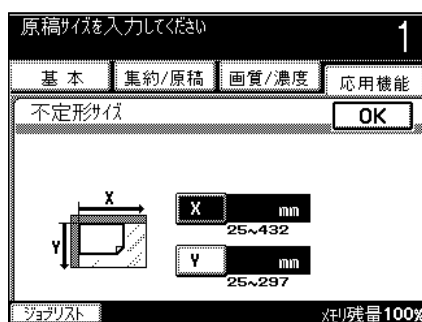 原稿ｻｲｽﾞを入力してください
1
基本 集約/原稿 画質/濃度 応用機能
不定形ｻｲｽﾞ OK
X
X mm
25~432
Y
Y mm
25~297
ｼﾞｮﾌﾞﾘｽﾄ ﾒﾓﾘ残量100%